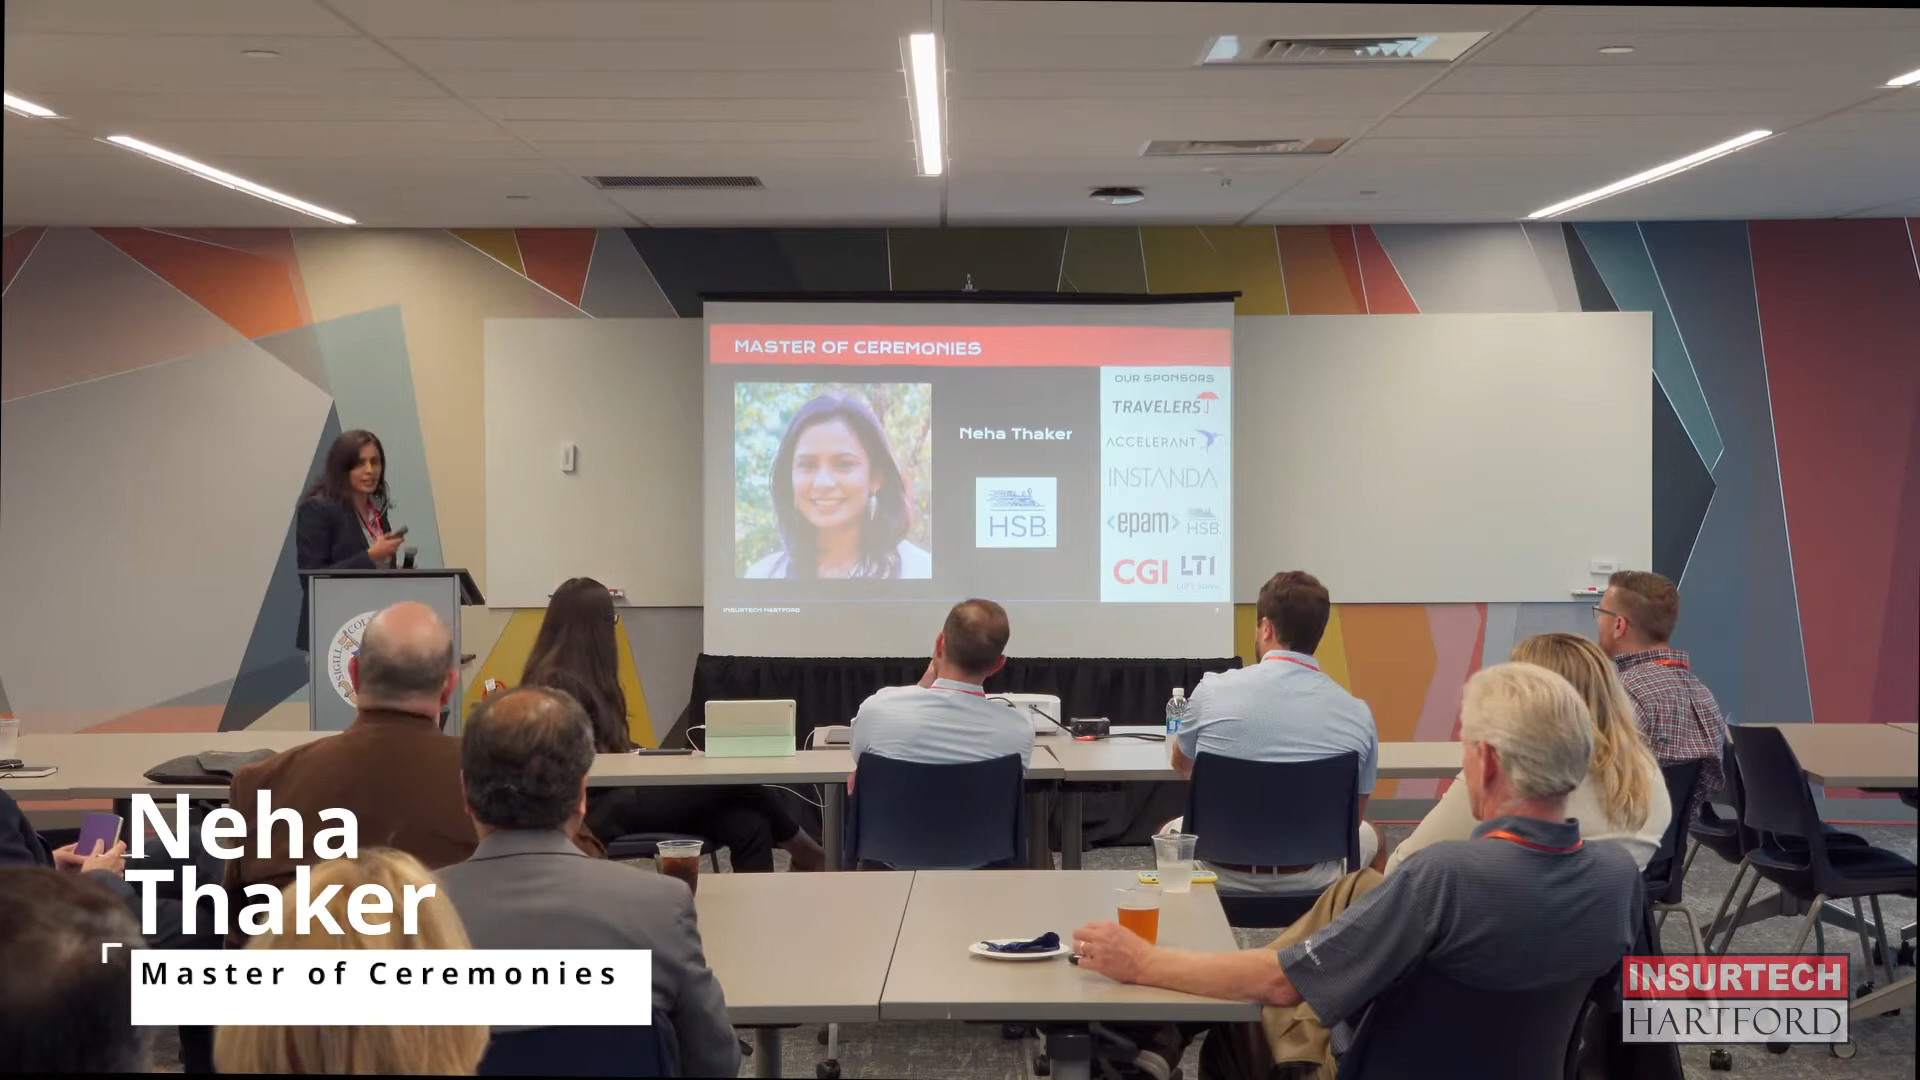 MASTER OF CEREMONIES
OUR SPONSORS
TRAVELERS
ACCELERANT
Neha Thaker
INSTANDA
HSB
<epam>
HSB
CGI
LTI
INSURTECH HARTFORD
Neha
Thaker
Master of Ceremonies
INSURTECH
HARTFORD